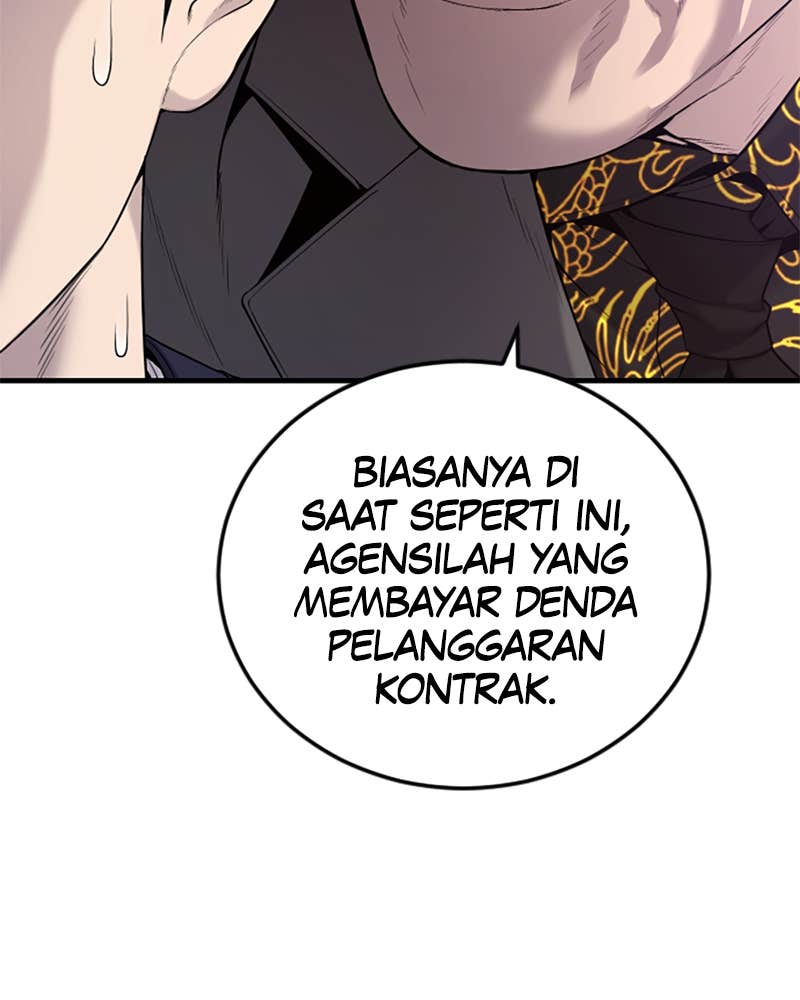 BIASANYA DI
SAAT SEPERTI INI,
AGENSILAH YANG
MEMBAYAR DENDA
PELANGGARAN
KONTRAK.